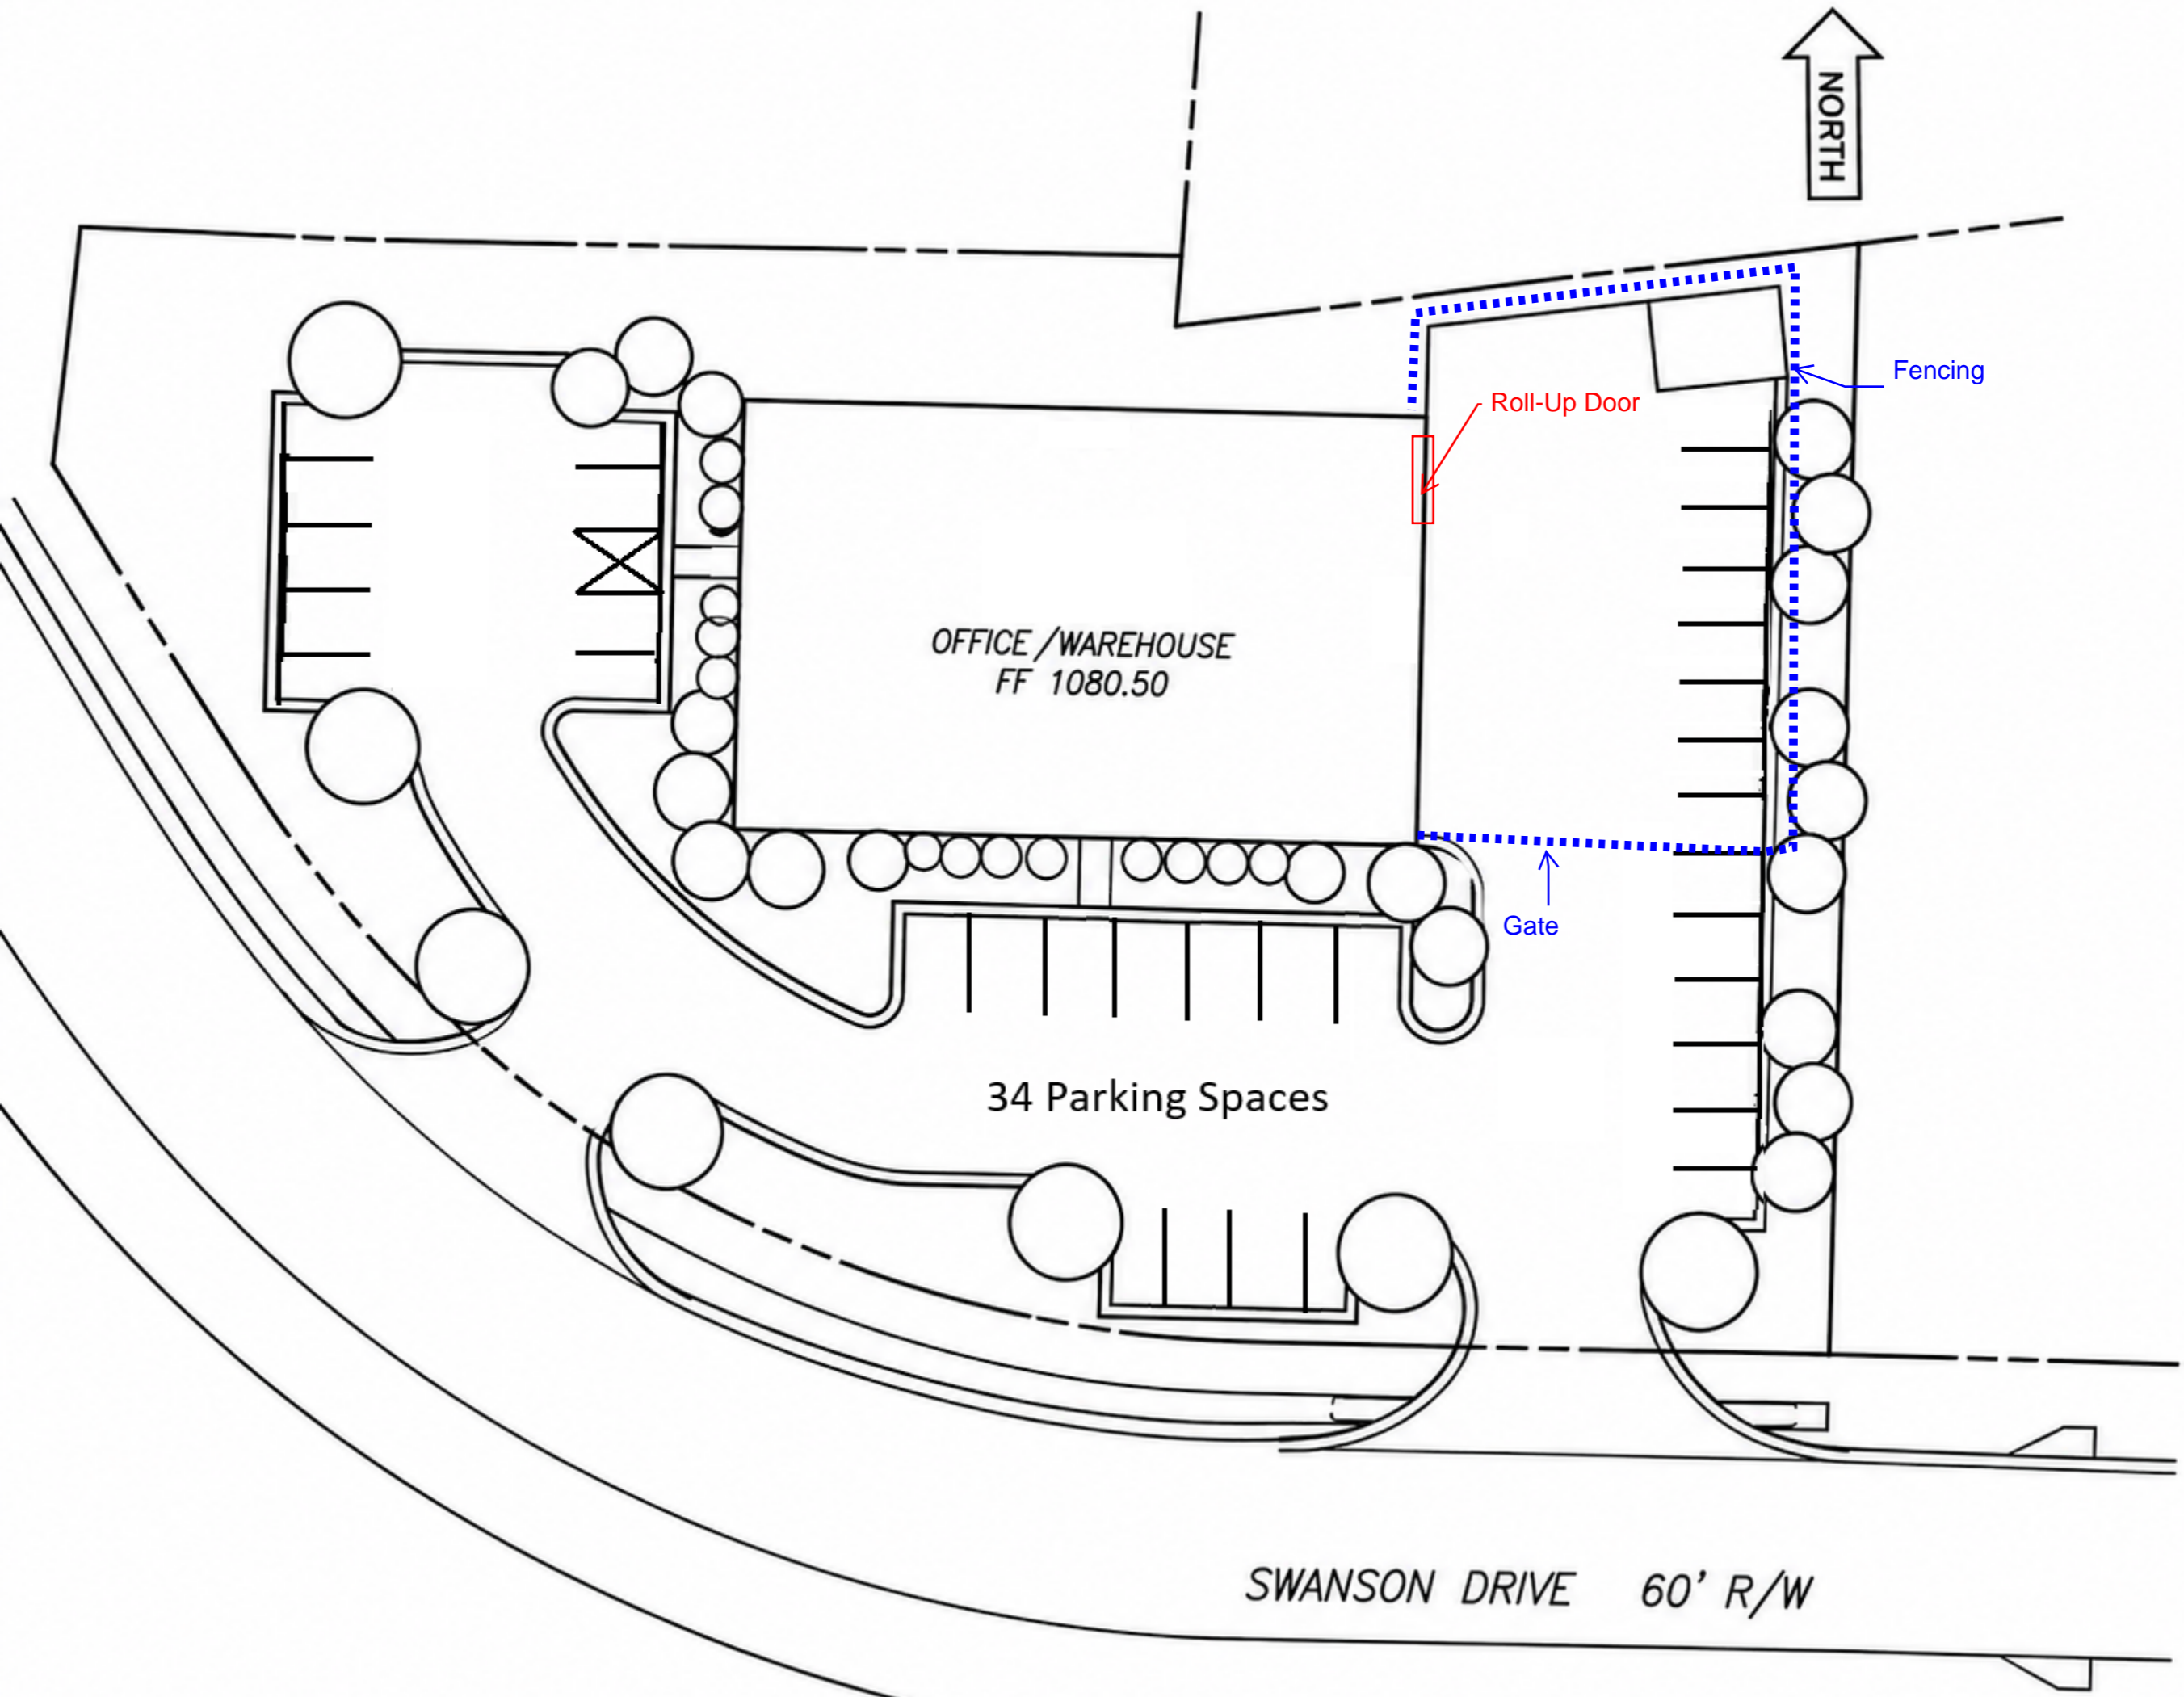 NORTH
Fencing
Roll-Up Door
OFFICE/WAREHOUSE
FF 1080.50
Gate
34 Parking Spaces
SWANSON DRIVE 60' R/W